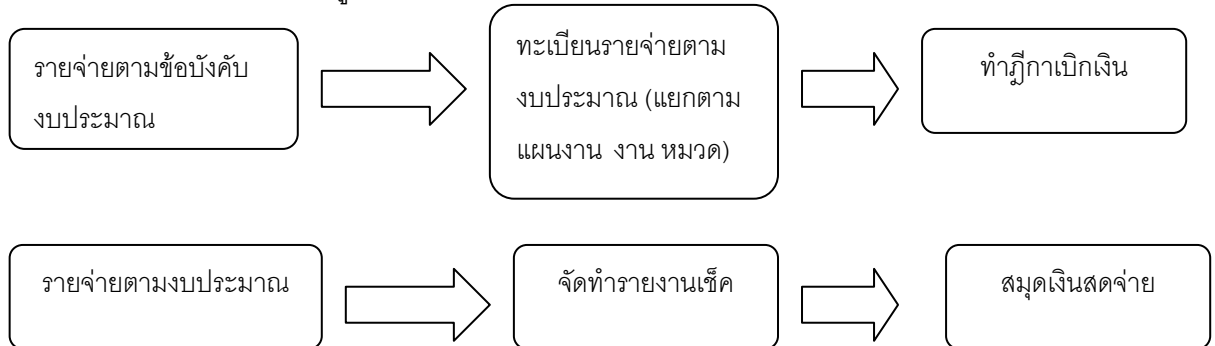 รายจ่ายตามข้อบังคับ
งบประมาณ
ทะเบียนรายจ่ายตาม
งบประมาณ (แยกตาม
แผนงาน งาน หมวด)
ทำฎีกาเบิกเงิน
รายจ่ายตามงบประมาณ
จัดทำรายงานเช็ค
สมุดเงินสดจ่าย